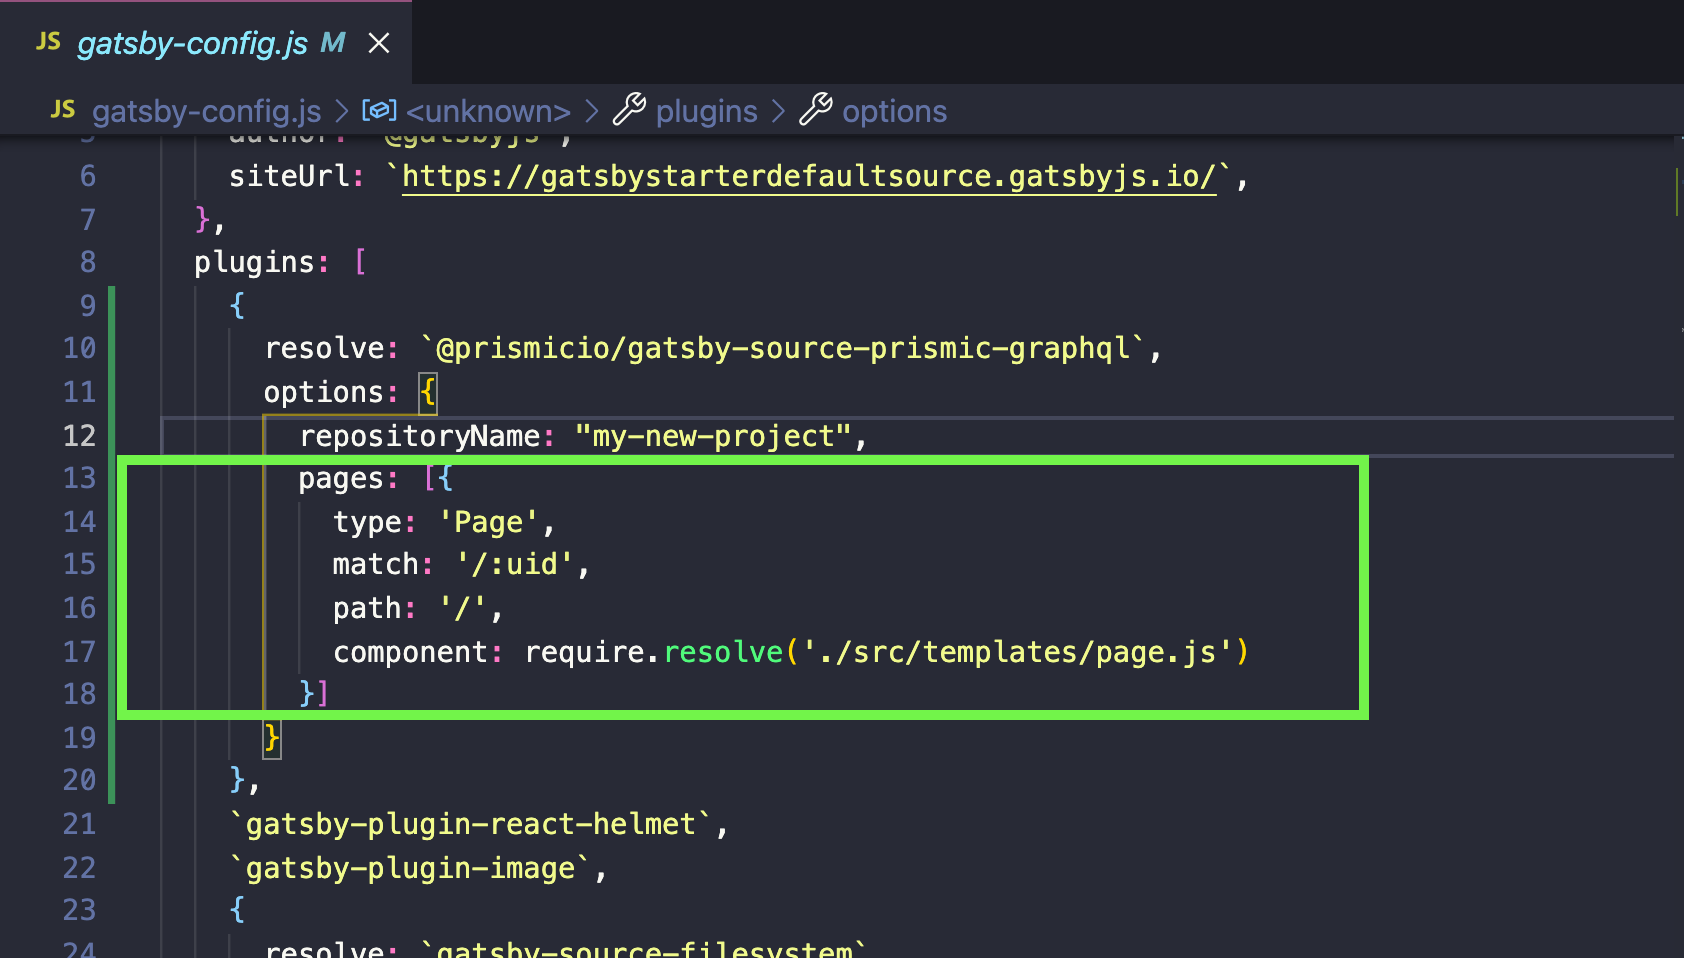 JS gatsby-config.js M
JS gatsby-config.js > <unknown> > plugins > options
5 author: `@gatsbyjs`,
6 siteUrl: `https://gatsbystarterdefaultsource.gatsbyjs.io/`,
7 },
8 plugins: [
9 {
10 resolve: `@prismicio/gatsby-source-prismic-graphql`,
11 options: {
12 repositoryName: "my-new-project",
13 pages: [{
14 type: 'Page',
15 match: '/:uid',
16 path: '/',
17 component: require.resolve('./src/templates/page.js')
18 }]
19 }
20 },
21 `gatsby-plugin-react-helmet`,
22 `gatsby-plugin-image`,
23 {
24 resolve: `gatsby-source-filesystem`